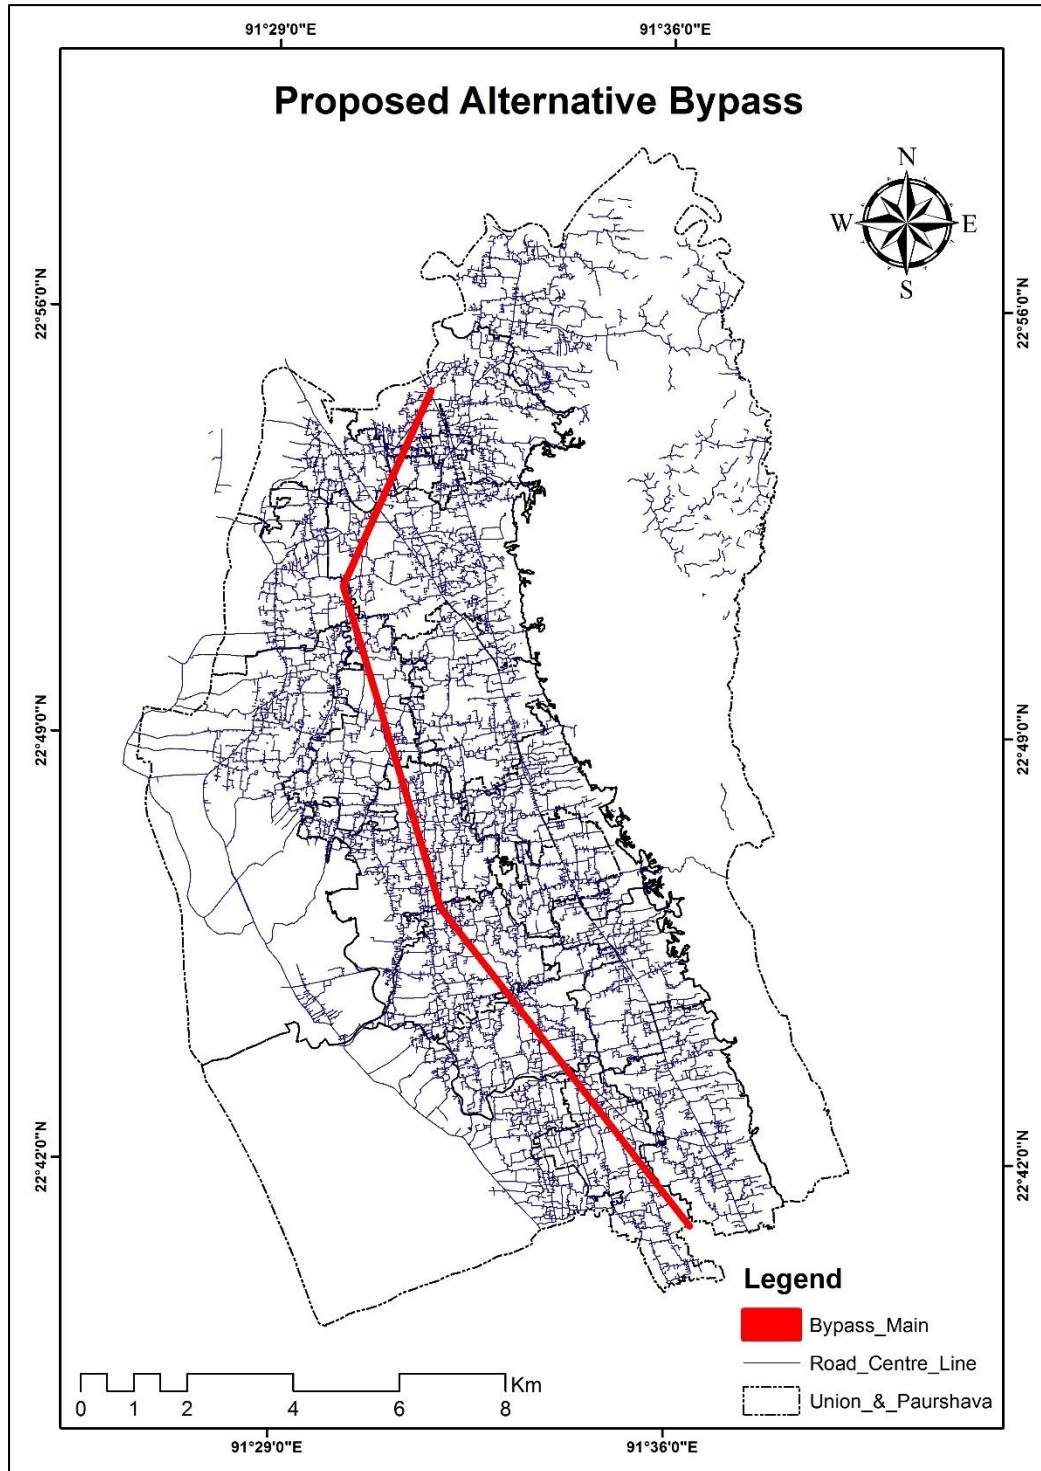 91°29'0"E 91°36'0"E
Proposed Alternative Bypass
N
W E
S
22°56'0"N 22°56'0"N
22°49'0"N 22°49'0"N
22°42'0"N 22°42'0"N
Legend
Bypass_Main
Road_Centre_Line
Union_&_Paurshava
Km
0 1 2 4 6 8
91°29'0"E 91°36'0"E